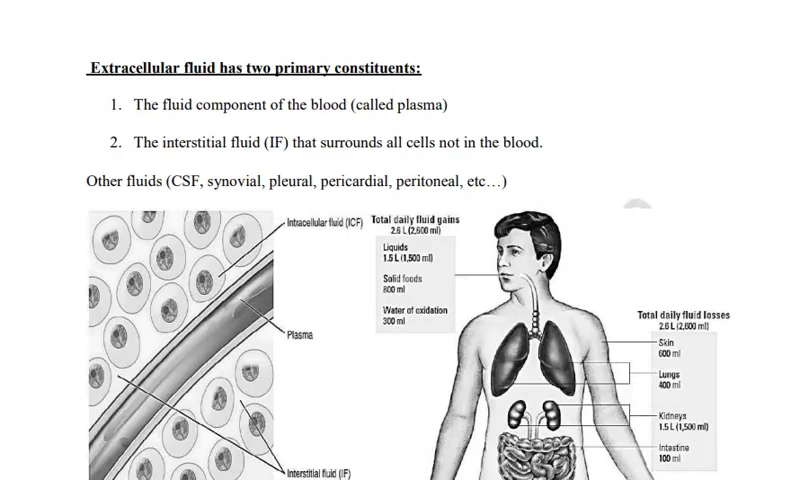 Extracellular fluid has two primary constituents:
1. The fluid component of the blood (called plasma)
2. The interstitial fluid (IF) that surrounds all cells not in the blood.
Other fluids (CSF, synovial, pleural, pericardial, peritoneal, etc…)
Intracellular fluid (ICF)
Plasma
Interstitial fluid (IF)
Total daily fluid gains
2.6 L (2,600 ml)
Liquids
1.5 L (1,500 ml)
Solid foods
800 ml
Water of oxidation
300 ml
Total daily fluid losses
2.6 L (2,600 ml)
Skin
600 ml
Lungs
400 ml
Kidneys
1.5 L (1,500 ml)
Intestine
100 ml